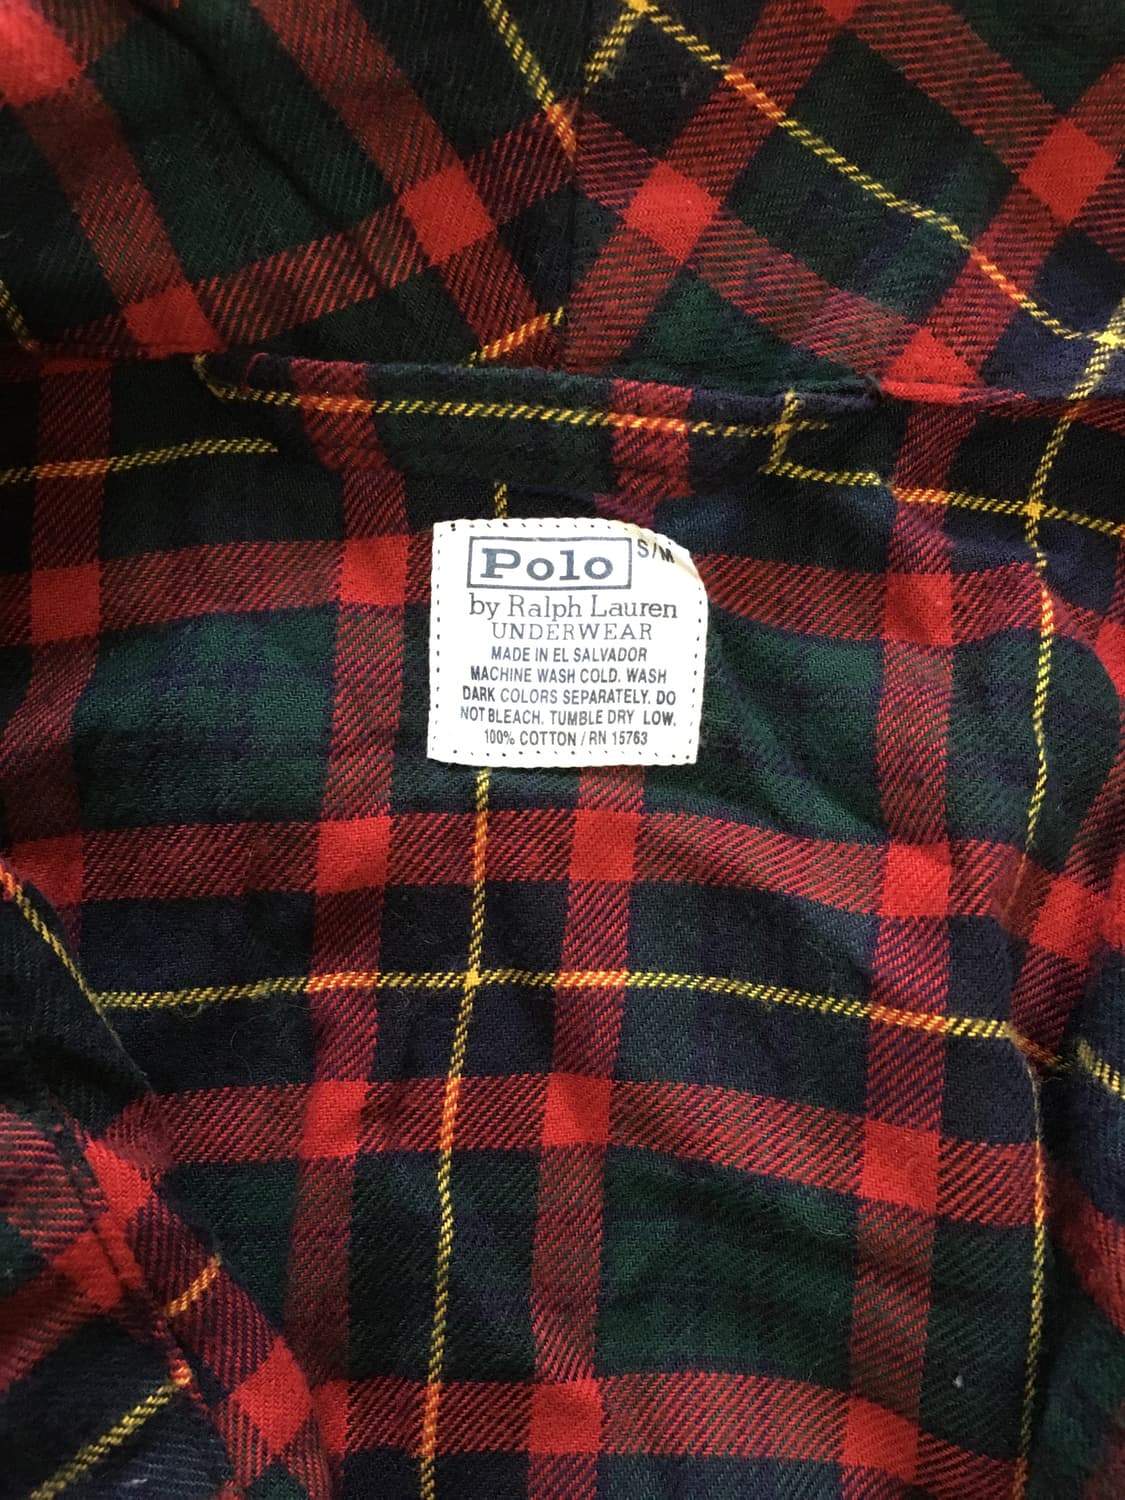 Polo S/M
by Ralph Lauren
UNDERWEAR
MADE IN EL SALVADOR
MACHINE WASH COLD. WASH
DARK COLORS SEPARATELY. DO
NOT BLEACH. TUMBLE DRY LOW.
100% COTTON / RN 15763